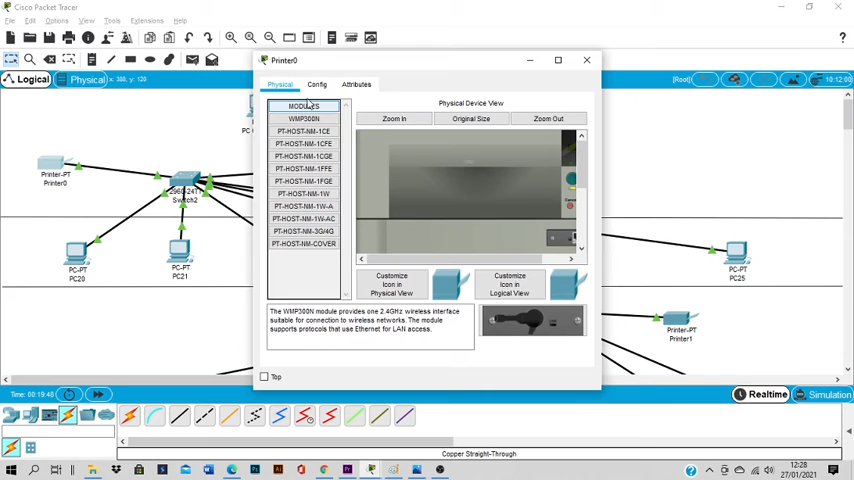 Cisco Packet Tracer
File Edit Options View Tools Extensions Help
Logical Physical x: 388, y: 120 [Root] 10:12:00
Printer0
Physical Config Attributes
MODULES
WMP300N
PT-HOST-NM-1CE
PT-HOST-NM-1CFE
PT-HOST-NM-1CGE
PT-HOST-NM-1FFE
PT-HOST-NM-1FGE
PT-HOST-NM-1W
PT-HOST-NM-1W-A
PT-HOST-NM-1W-AC
PT-HOST-NM-3G/4G
PT-HOST-NM-COVER
Physical Device View
Zoom In Original Size Zoom Out
Customize
Icon in
Physical View
Customize
Icon in
Logical View
The WMP300N module provides one 2.4GHz wireless interface
suitable for connection to wireless networks. The module
supports protocols that use Ethernet for LAN access.
Top
Printer-PT
Printer0
2960-24TT
Switch2
PC-PT
PC20
PC-PT
PC21
PC-PT
PC25
Printer-PT
Printer1
Time: 00:19:48
Realtime Simulation
Copper Straight-Through
12:28
27/01/2021